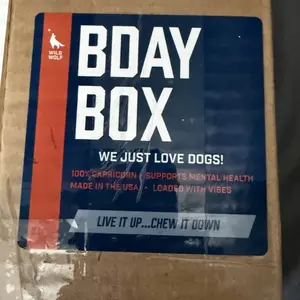 WILD
WOLF
BDAY
BOX
WE JUST LOVE DOGS!
100% CAPRICORN · SUPPORTS MENTAL HEALTH
MADE IN THE USA · LOADED WITH VIBES
LIVE IT UP...CHEW IT DOWN